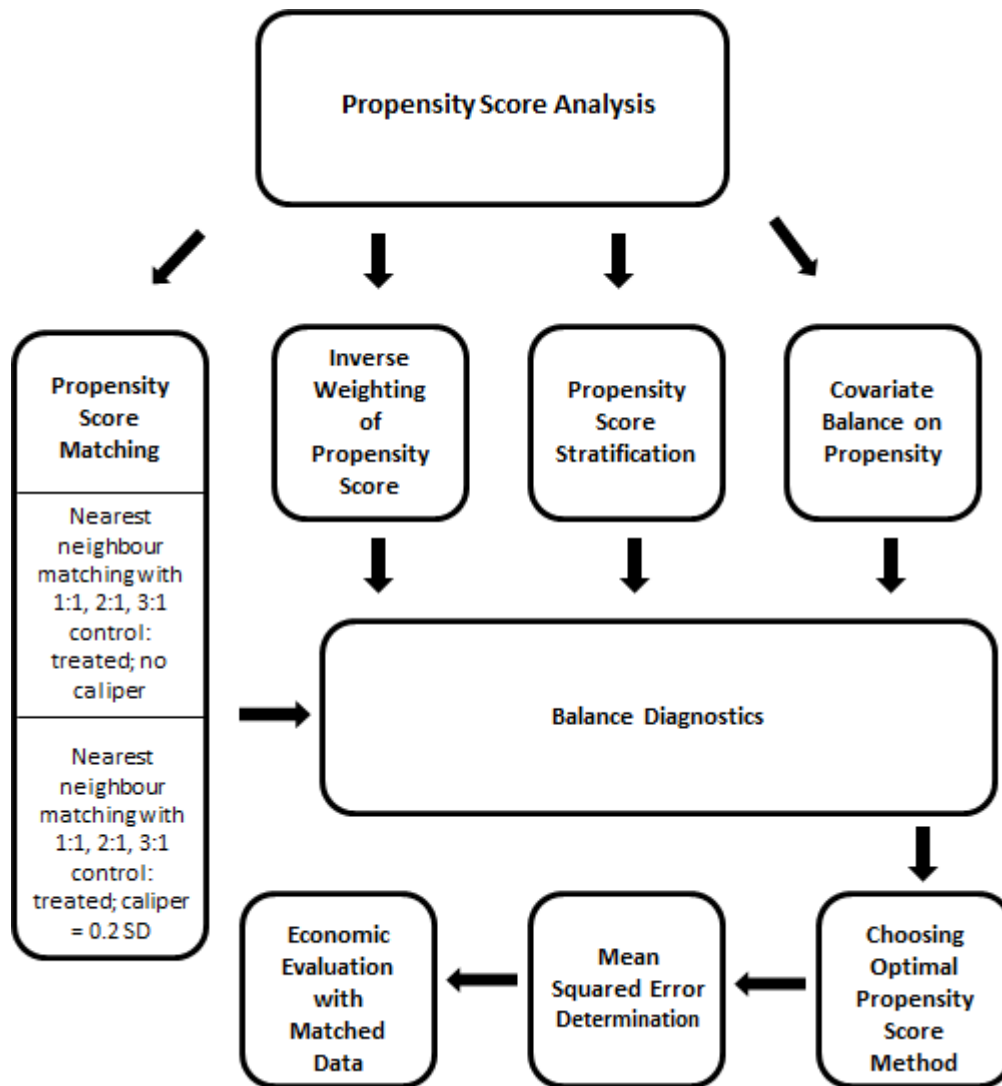 Propensity Score Analysis
Propensity
Score
Matching
Nearest
neighbour
matching with
1:1, 2:1, 3:1
control:
treated; no
caliper
Nearest
neighbour
matching with
1:1, 2:1, 3:1
control:
treated; caliper
= 0.2 SD
Inverse
Weighting
of
Propensity
Score
Propensity
Score
Stratification
Covariate
Balance on
Propensity
Balance Diagnostics
Choosing
Optimal
Propensity
Score
Method
Mean
Squared Error
Determination
Economic
Evaluation
with
Matched
Data